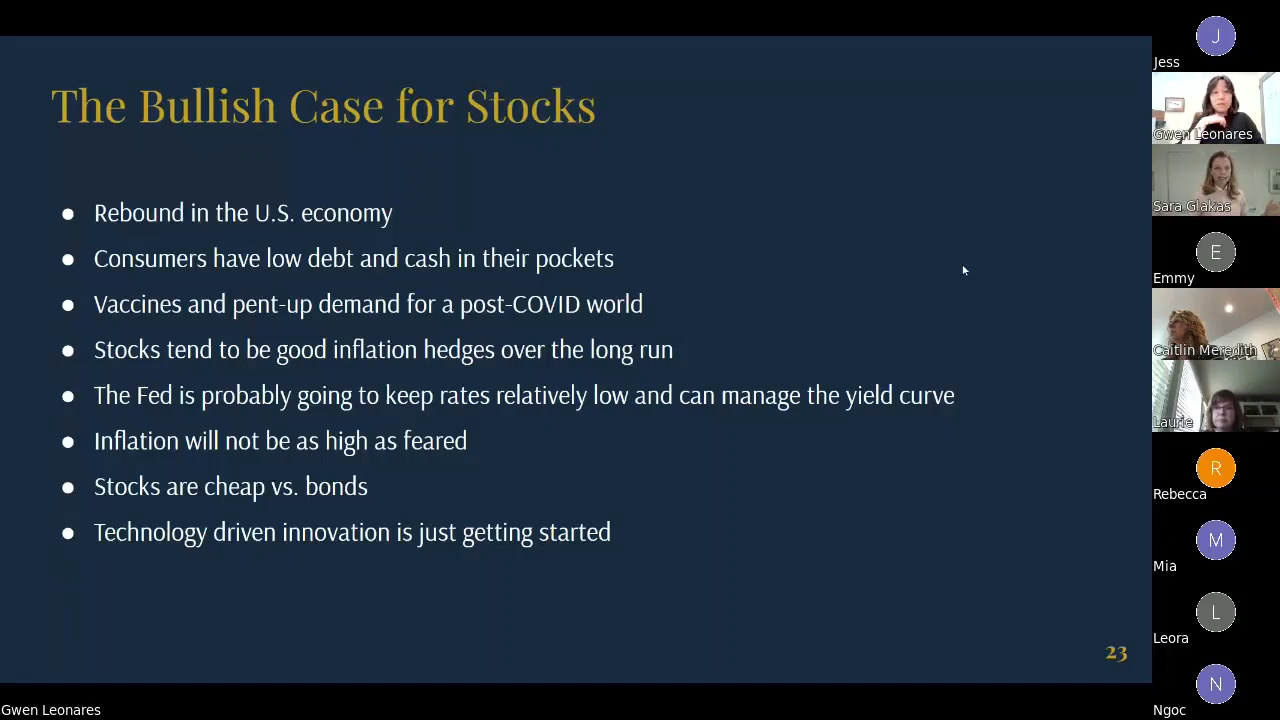 The Bullish Case for Stocks
● Rebound in the U.S. economy
● Consumers have low debt and cash in their pockets
● Vaccines and pent-up demand for a post-COVID world
● Stocks tend to be good inflation hedges over the long run
● The Fed is probably going to keep rates relatively low and can manage the yield curve
● Inflation will not be as high as feared
● Stocks are cheap vs. bonds
● Technology driven innovation is just getting started
23
Gwen Leonares
J
Jess
Gwen Leonares
Sara Glakas
E
Emmy
Caitlin Meredith
Laurie
R
Rebecca
M
Mia
L
Leora
N
Ngoc